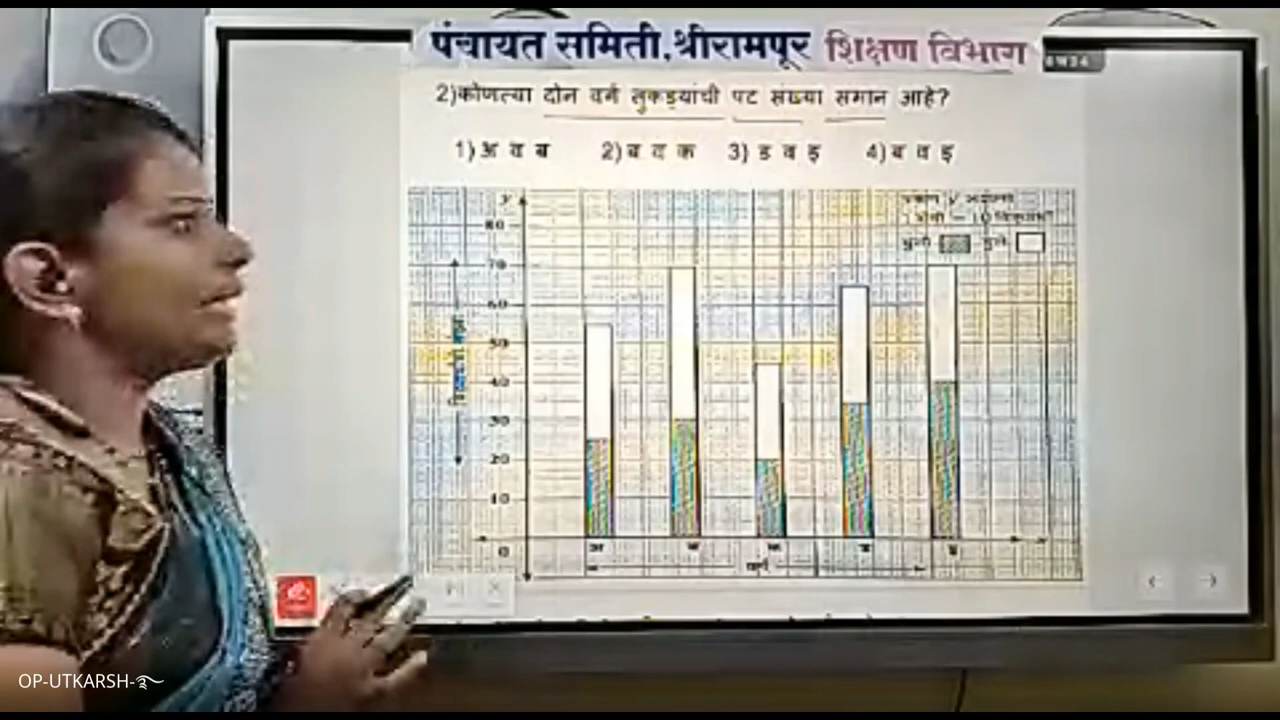 पंचायत समिती,श्रीरामपूर शिक्षण विभाग
2)कोणत्या दोन वर्ग तुकड्यांची पट संख्या समान आहे?
1) अ व ब 2) ब व क 3) ड व इ 4) ब व इ
y
80
70
60
50
40
30
20
10
0
x
अ ब क ड इ
वर्ग
OP-UTKARSH-